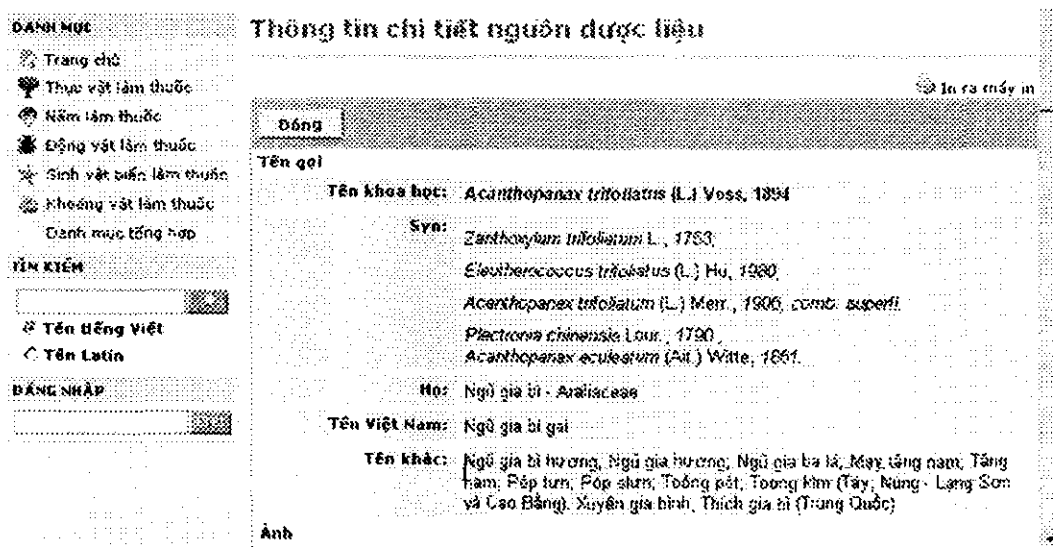 DANH MỤC
Trang chủ
Thực vật làm thuốc
Nấm làm thuốc
Động vật làm thuốc
Sinh vật biển làm thuốc
Khoáng vật làm thuốc
Danh mục tổng hợp
TÌM KIẾM
Tên tiếng Việt
Tên Latin
ĐĂNG NHẬP
Thông tin chi tiết nguồn dược liệu
In ra máy in
Đóng
Tên gọi
Tên khoa học: Acanthopanax trifoliatus (L.) Voss, 1894
Syn: Zanthoxylum trifoliatum L., 1753,
Eleutherococcus trifoliatus (L.) Hu, 1980,
Acanthopanax trifoliatum (L.) Merr., 1906, comb. superfl.
Plectronia chinensis Lour., 1790,
Acanthopanax aculeatum (Ait.) Witte, 1861.
Họ: Ngũ gia bì - Araliaceae
Tên Việt Nam: Ngũ gia bì gai
Tên khác: Ngũ gia bì hương; Ngũ gia hương; Ngũ gia ba lá; May tảng nam; Tảng
nam; Póp tưn; Póp slưn; Toỏng pót; Toong kìm (Tày, Nùng - Lạng Sơn
và Cao Bằng). Xuyên gia bình, Thích gia bì (Trung Quốc)
Ảnh